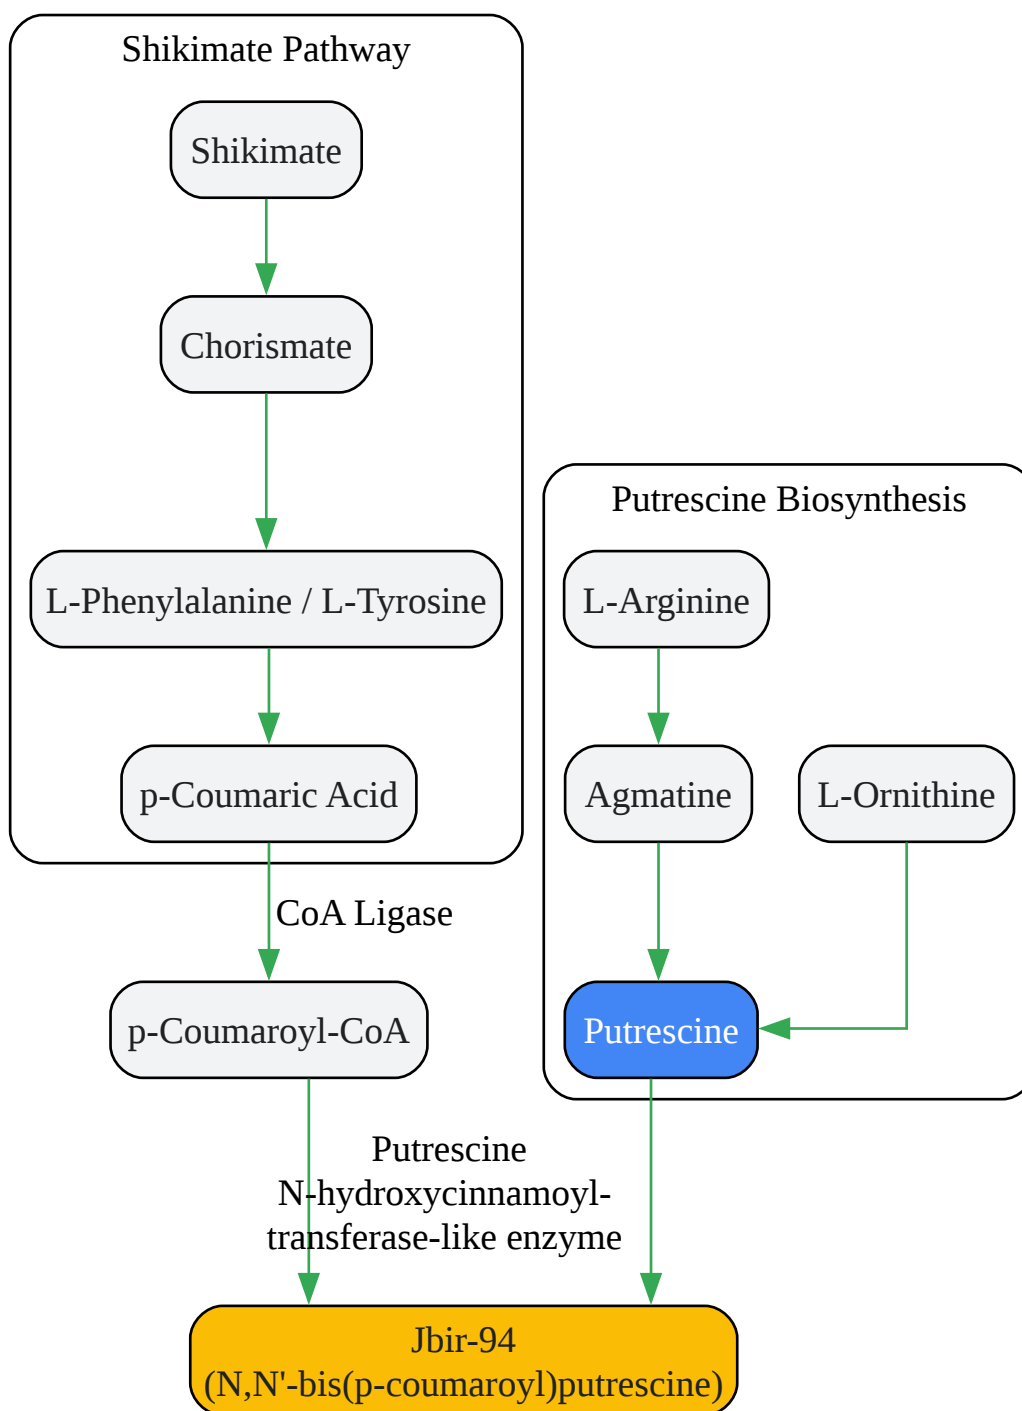 Shikimate Pathway
Shikimate
Chorismate
L-Phenylalanine / L-Tyrosine
p-Coumaric Acid
CoA Ligase
p-Coumaroyl-CoA
Putrescine Biosynthesis
L-Arginine
Agmatine
L-Ornithine
Putrescine
Putrescine
N-hydroxycinnamoyl-
transferase-like enzyme
Jbir-94
(N,N'-bis(p-coumaroyl)putrescine)